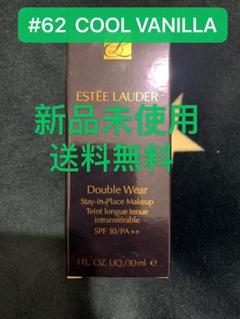 #62 COOL VANILLA
ESTĒE LAUDER
新品未使用
送料無料
Double Wear
Stay-in-Place Makeup
Teint longue tenue
intransférable
SPF 10/PA++
1 FL. OZ. LIQ./30ml e